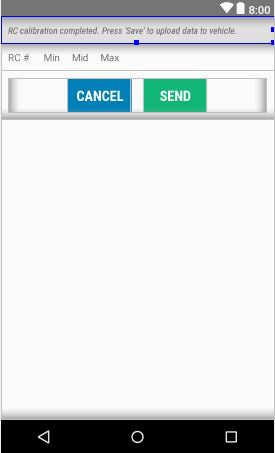 8:00
RC calibration completed. Press 'Save' to upload data to vehicle.
RC # Min Mid Max
CANCEL SEND